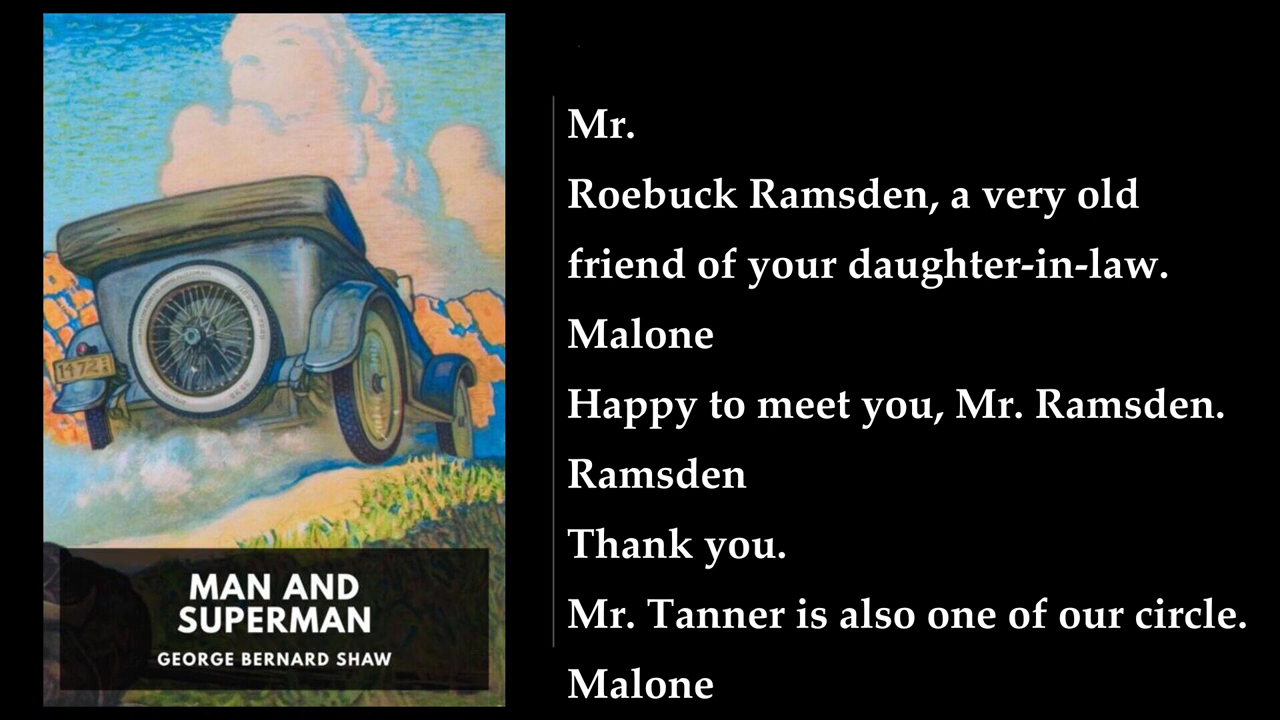 1472
MAN AND
SUPERMAN
GEORGE BERNARD SHAW
Mr.
Roebuck Ramsden, a very old
friend of your daughter-in-law.
Malone
Happy to meet you, Mr. Ramsden.
Ramsden
Thank you.
Mr. Tanner is also one of our circle.
Malone